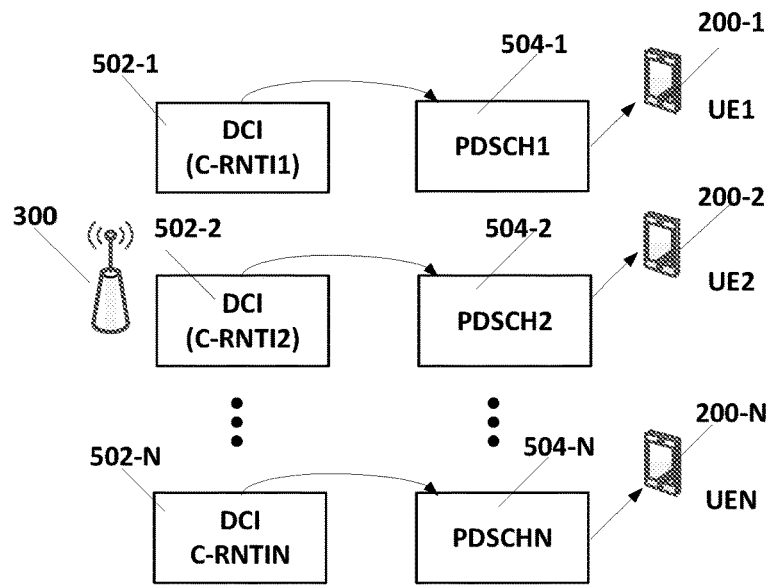 502-1
504-1
200-1
DCI
(C-RNTI1)
PDSCH1
UE1
300
502-2
504-2
200-2
DCI
(C-RNTI2)
PDSCH2
UE2
502-N
504-N
200-N
DCI
C-RNTIN
PDSCHN
UEN